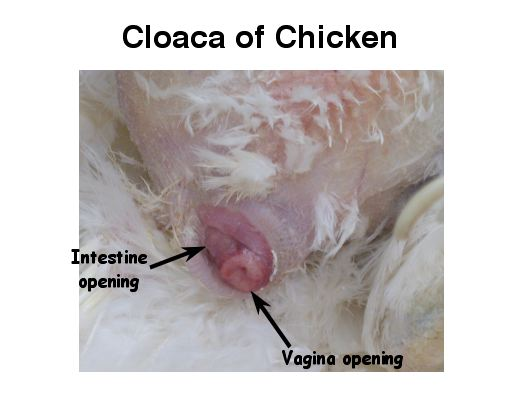 Cloaca of Chicken
Intestine
opening
Vagina opening